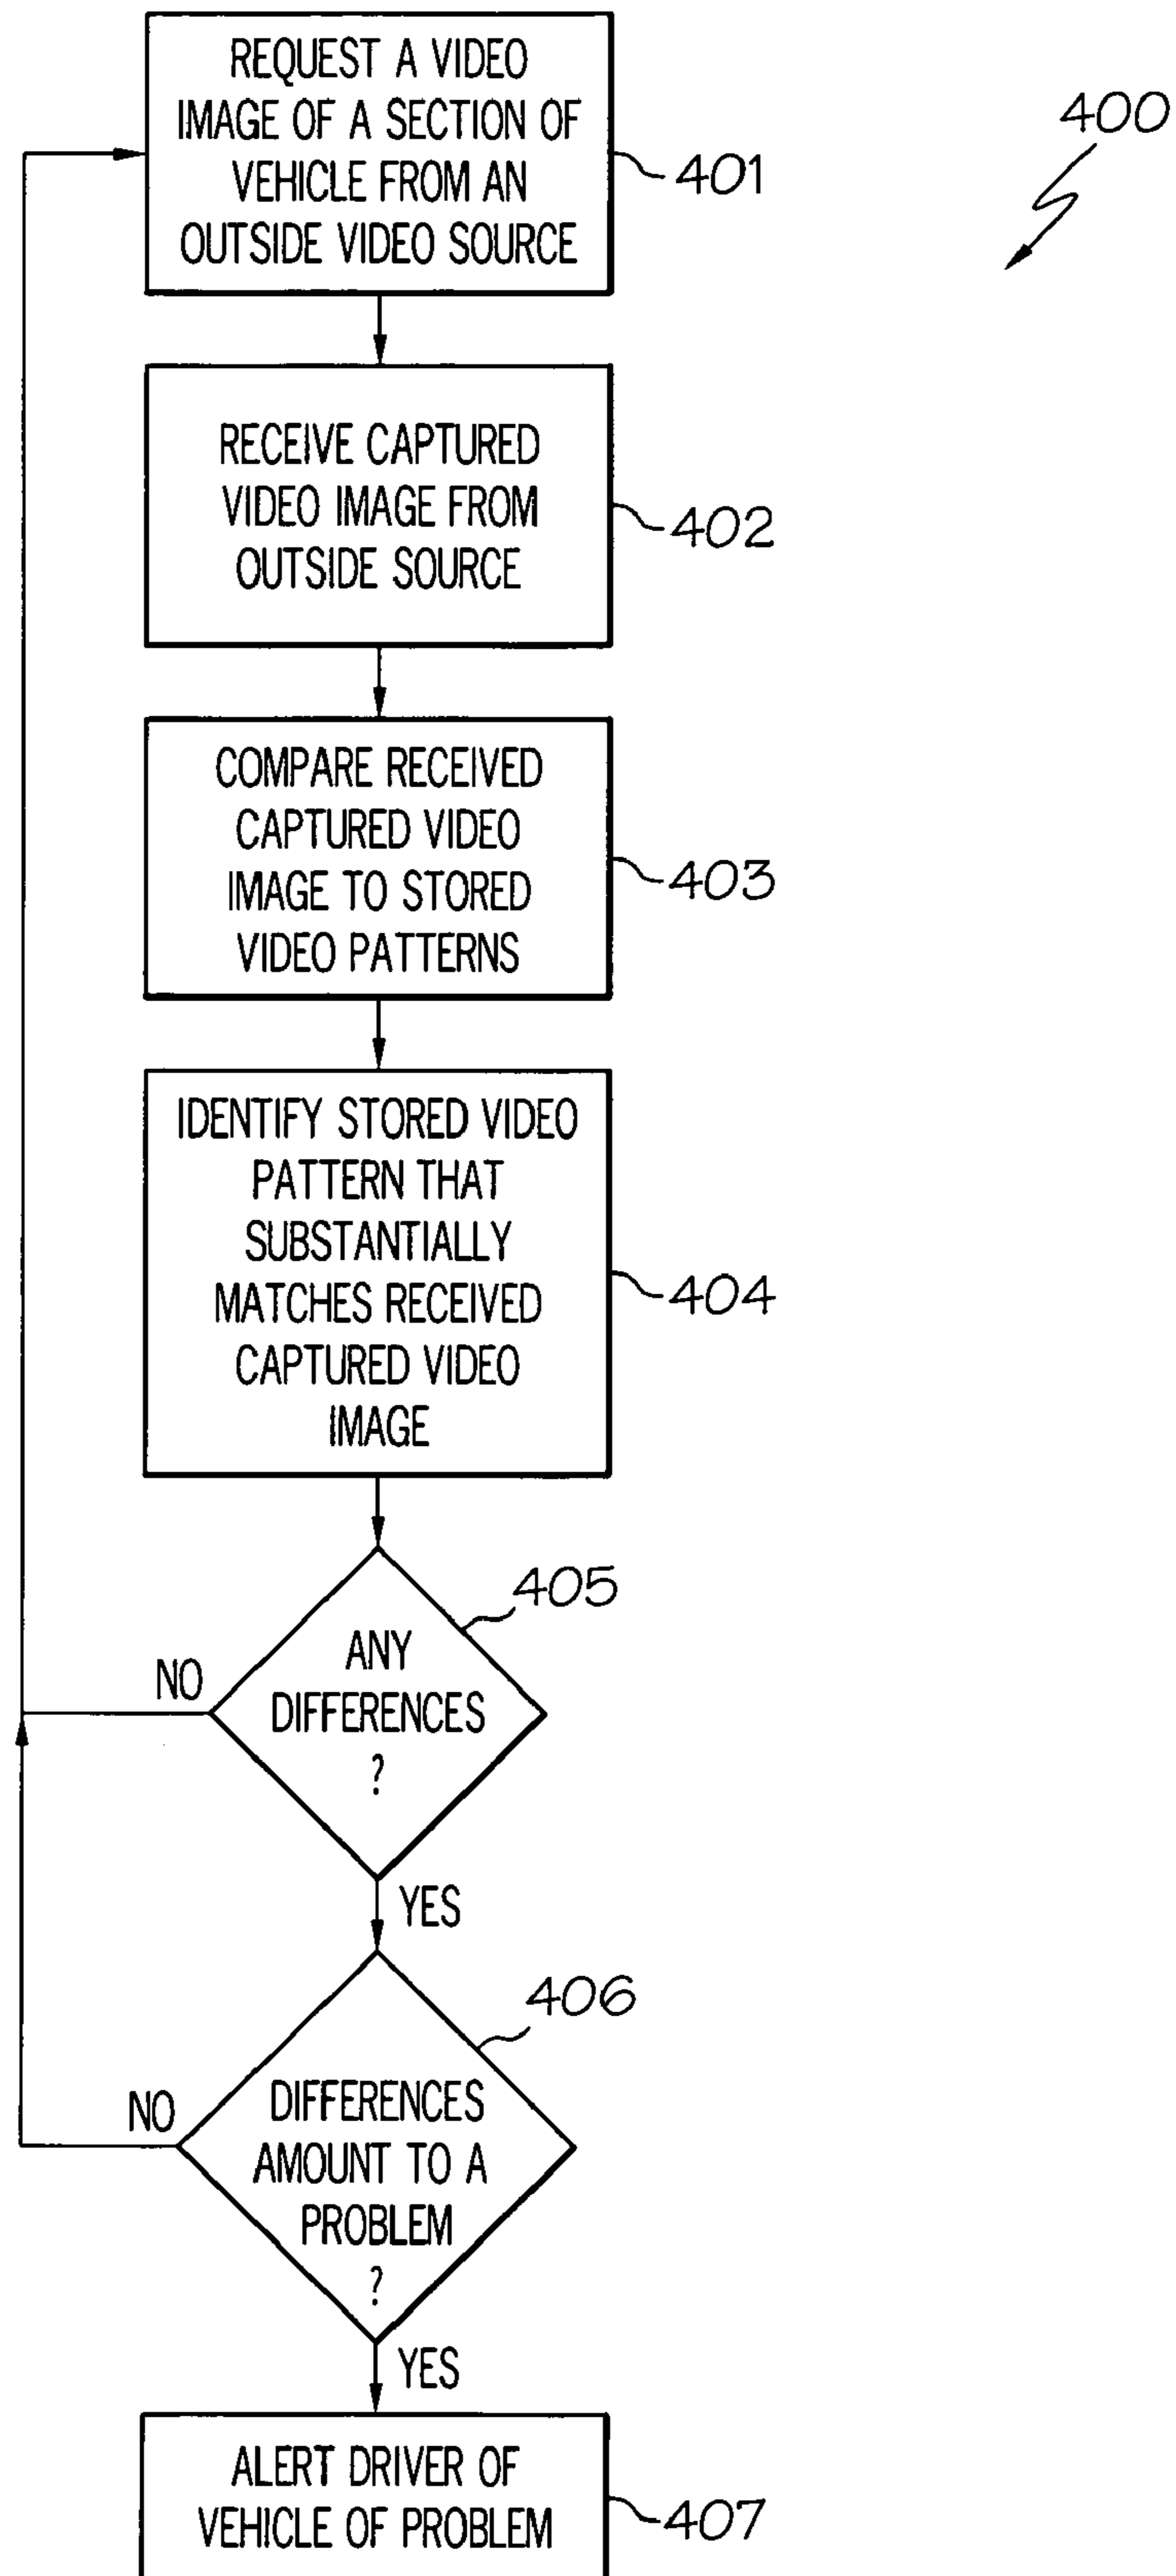 REQUEST A VIDEO
IMAGE OF A SECTION OF
VEHICLE FROM AN
OUTSIDE VIDEO SOURCE
401
400
RECEIVE CAPTURED
VIDEO IMAGE FROM
OUTSIDE SOURCE
402
COMPARE RECEIVED
CAPTURED VIDEO
IMAGE TO STORED
VIDEO PATTERNS
403
IDENTIFY STORED VIDEO
PATTERN THAT
SUBSTANTIALLY
MATCHES RECEIVED
CAPTURED VIDEO
IMAGE
404
405
ANY
DIFFERENCES
?
NO
YES
406
DIFFERENCES
AMOUNT TO A
PROBLEM
?
NO
YES
ALERT DRIVER OF
VEHICLE OF PROBLEM
407